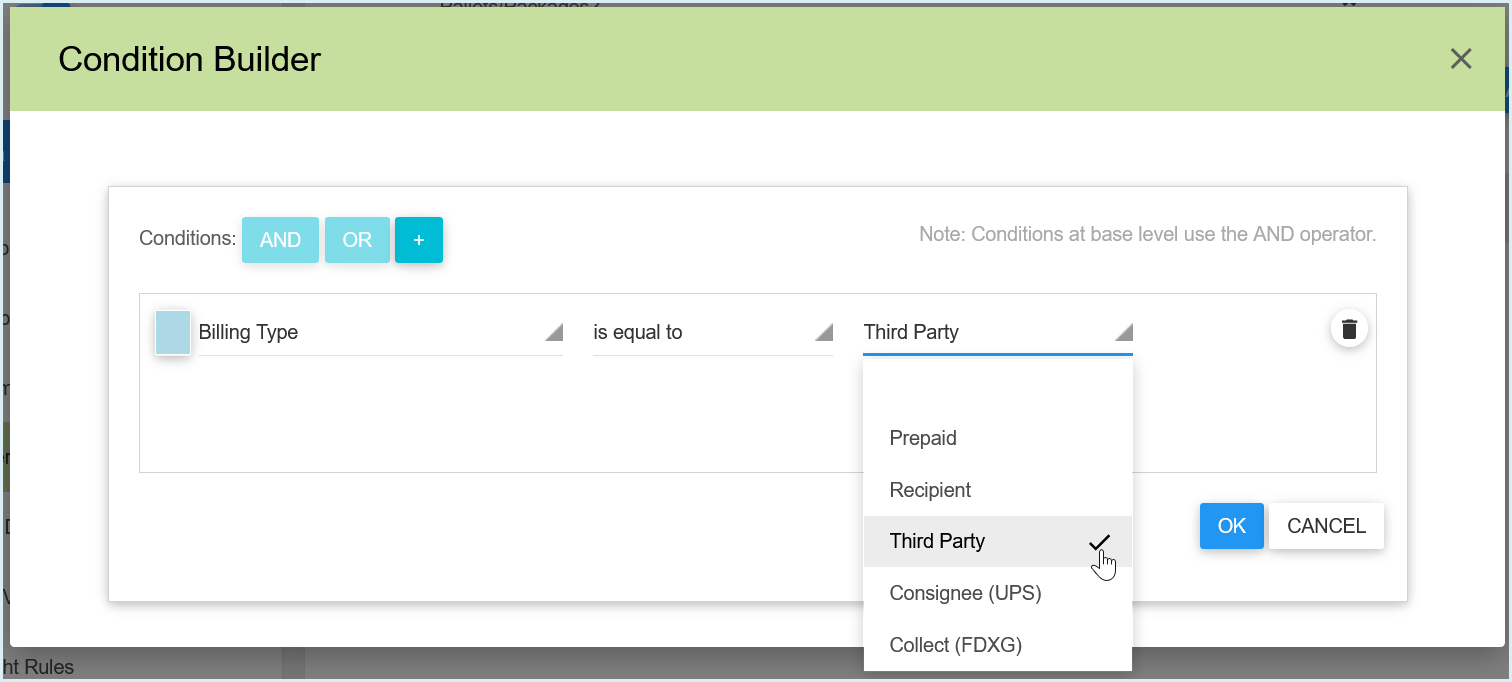 Pallets/Packages?
Condition Builder
Conditions: AND OR + Note: Conditions at base level use the AND operator.
Billing Type is equal to Third Party
Prepaid
Recipient
Third Party
Consignee (UPS)
Collect (FDXG)
OK CANCEL
ht Rules